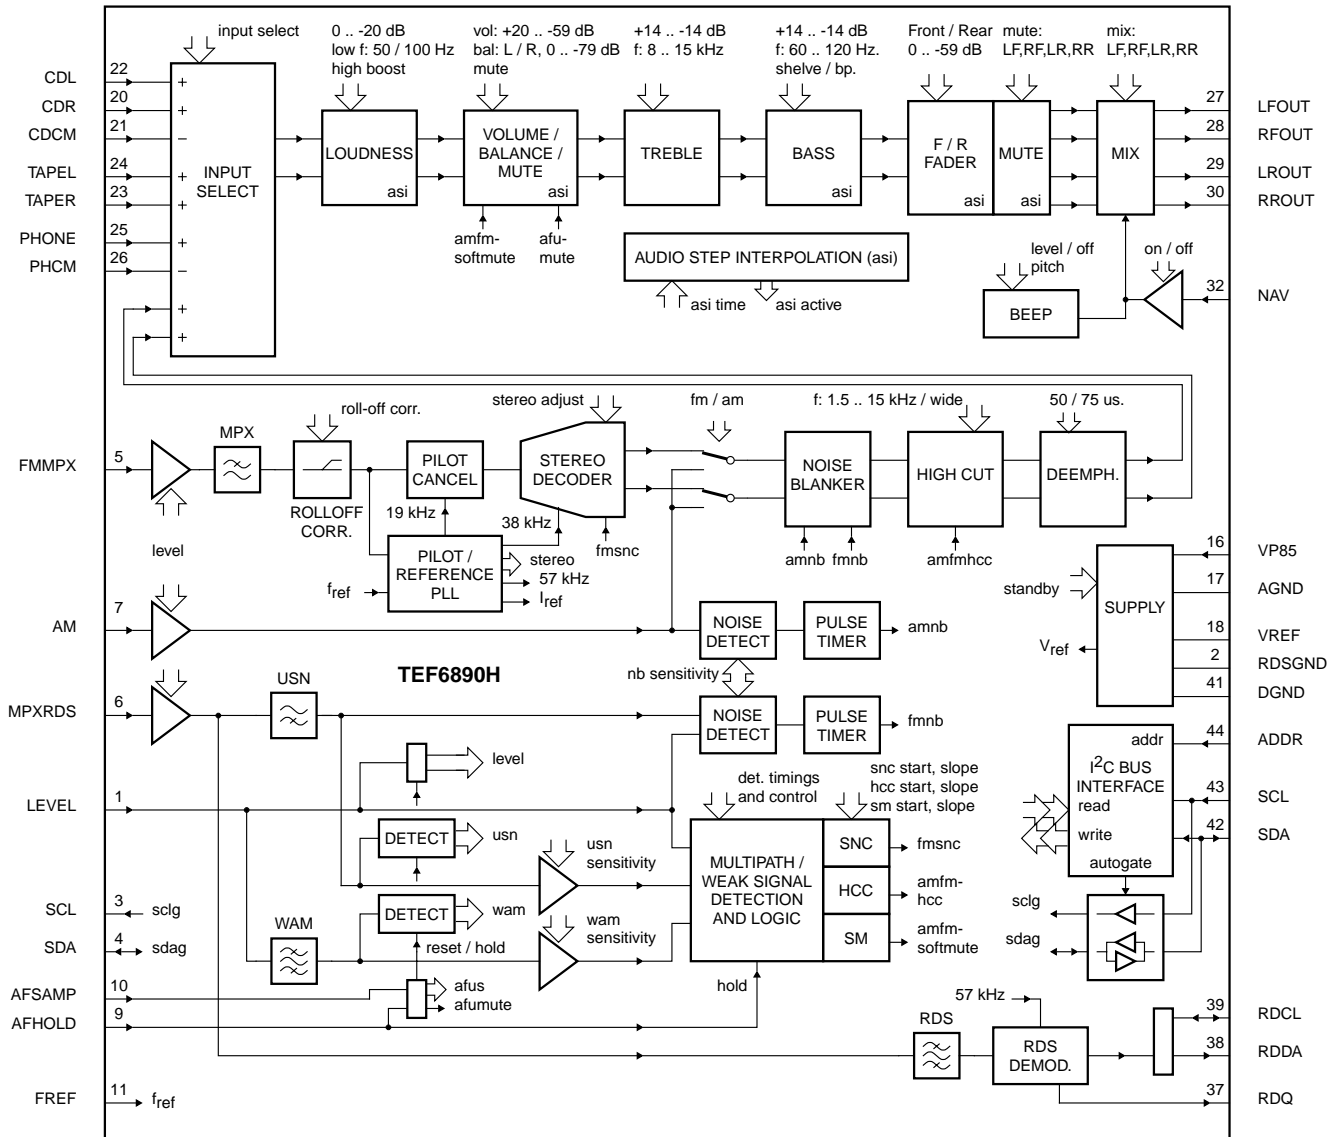 input select
0 .. -20 dB
low f: 50 / 100 Hz
high boost
vol: +20 .. -59 dB
bal: L / R, 0 .. -79 dB
mute
+14 .. -14 dB
f: 8 .. 15 kHz
+14 .. -14 dB
f: 60 .. 120 Hz.
shelve / bp.
Front / Rear
0 .. -59 dB
mute:
LF,RF,LR,RR
mix:
LF,RF,LR,RR
CDL 22 +
CDR 20 +
CDCM 21 −
TAPEL 24 +
TAPER 23 +
PHONE 25 +
PHCM 26 −
+
+
INPUT
SELECT
LOUDNESS
asi
VOLUME /
BALANCE /
MUTE
asi
TREBLE
BASS
asi
F / R
FADER
asi
MUTE
asi
MIX
27 LFOUT
28 RFOUT
29 LROUT
30 RROUT
amfm-
softmute
afu-
mute
AUDIO STEP INTERPOLATION (asi)
asi time
asi active
level / off
pitch
BEEP
on / off
32 NAV
FMMPX 5
level
MPX
roll-off corr.
ROLLOFF
CORR.
PILOT
CANCEL
19 kHz
38 kHz
stereo adjust
STEREO
DECODER
fmsnc
fm / am
f: 1.5 .. 15 kHz / wide
50 / 75 us.
NOISE
BLANKER
amnb fmnb
HIGH CUT
amfmhcc
DEEMPH.
PILOT /
REFERENCE
PLL
fref
stereo
57 kHz
Iref
AM 7
NOISE
DETECT
PULSE
TIMER
amnb
standby
SUPPLY
Vref
16 VP85
17 AGND
18 VREF
2 RDSGND
41 DGND
TEF6890H
nb sensitivity
MPXRDS 6
USN
NOISE
DETECT
PULSE
TIMER
fmnb
LEVEL 1
level
DETECT
usn
usn
sensitivity
det. timings
and control
snc start, slope
hcc start, slope
sm start, slope
MULTIPATH /
WEAK SIGNAL
DETECTION
AND LOGIC
SNC
fmsnc
HCC
amfm-
hcc
SM
amfm-
softmute
addr
I2C BUS
INTERFACE
read
write
autogate
44 ADDR
43 SCL
42 SDA
sclg
sdag
SCL 3 sclg
SDA 4 sdag
WAM
DETECT
wam
reset / hold
wam
sensitivity
hold
AFSAMP 10
AFHOLD 9
afus
afumute
57 kHz
RDS
RDS
DEMOD.
39 RDCL
38 RDDA
37 RDQ
FREF 11 fref